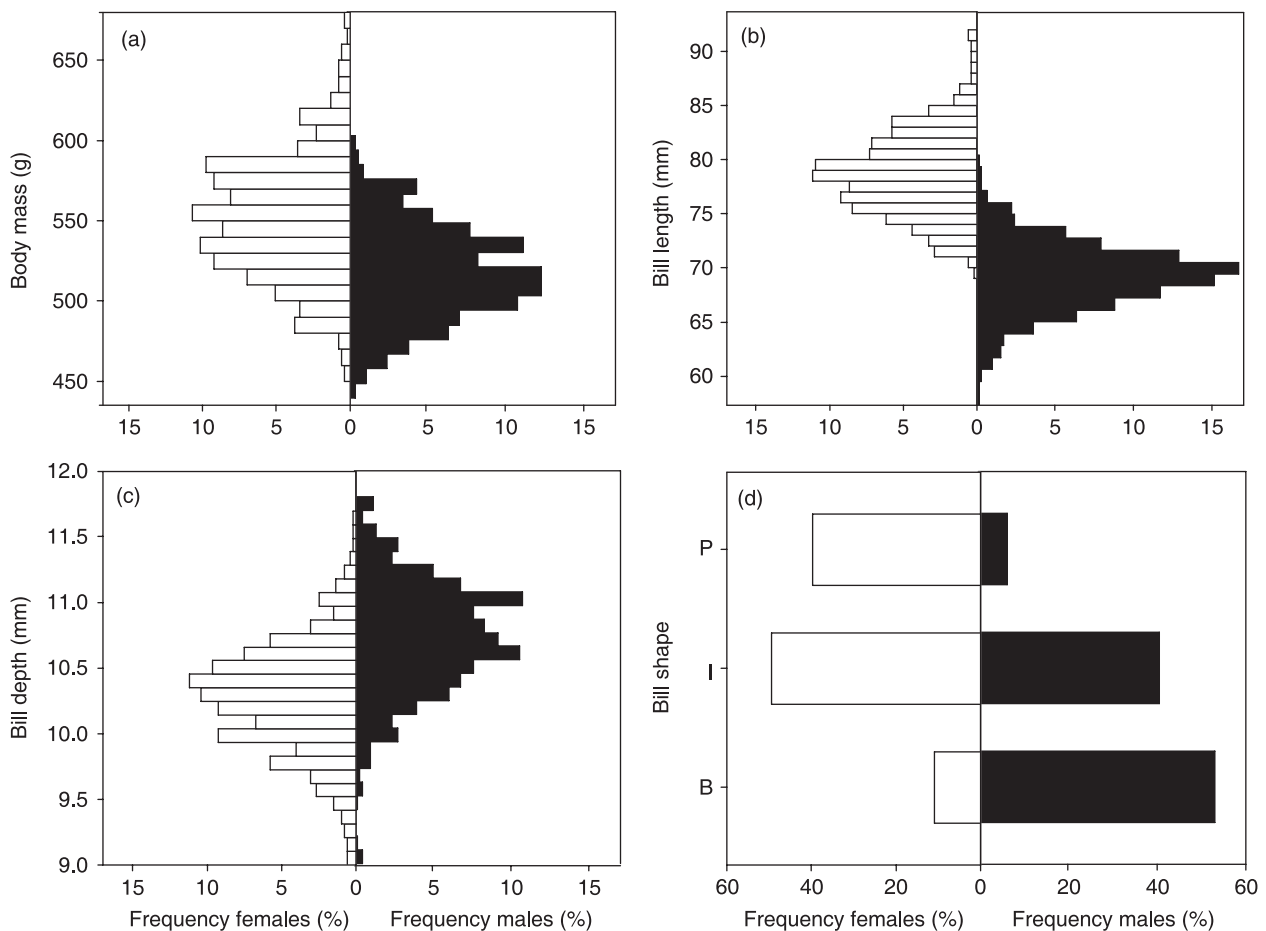 (a)
Body mass (g)
650
600
550
500
450
15 10 5 0 5 10 15
(b)
Bill length (mm)
90
85
80
75
70
65
60
15 10 5 0 5 10 15
(c)
Bill depth (mm)
12.0
11.5
11.0
10.5
10.0
9.5
9.0
15 10 5 0 5 10 15
Frequency females (%) Frequency males (%)
(d)
Bill shape
P
I
B
60 40 20 0 20 40 60
Frequency females (%) Frequency males (%)